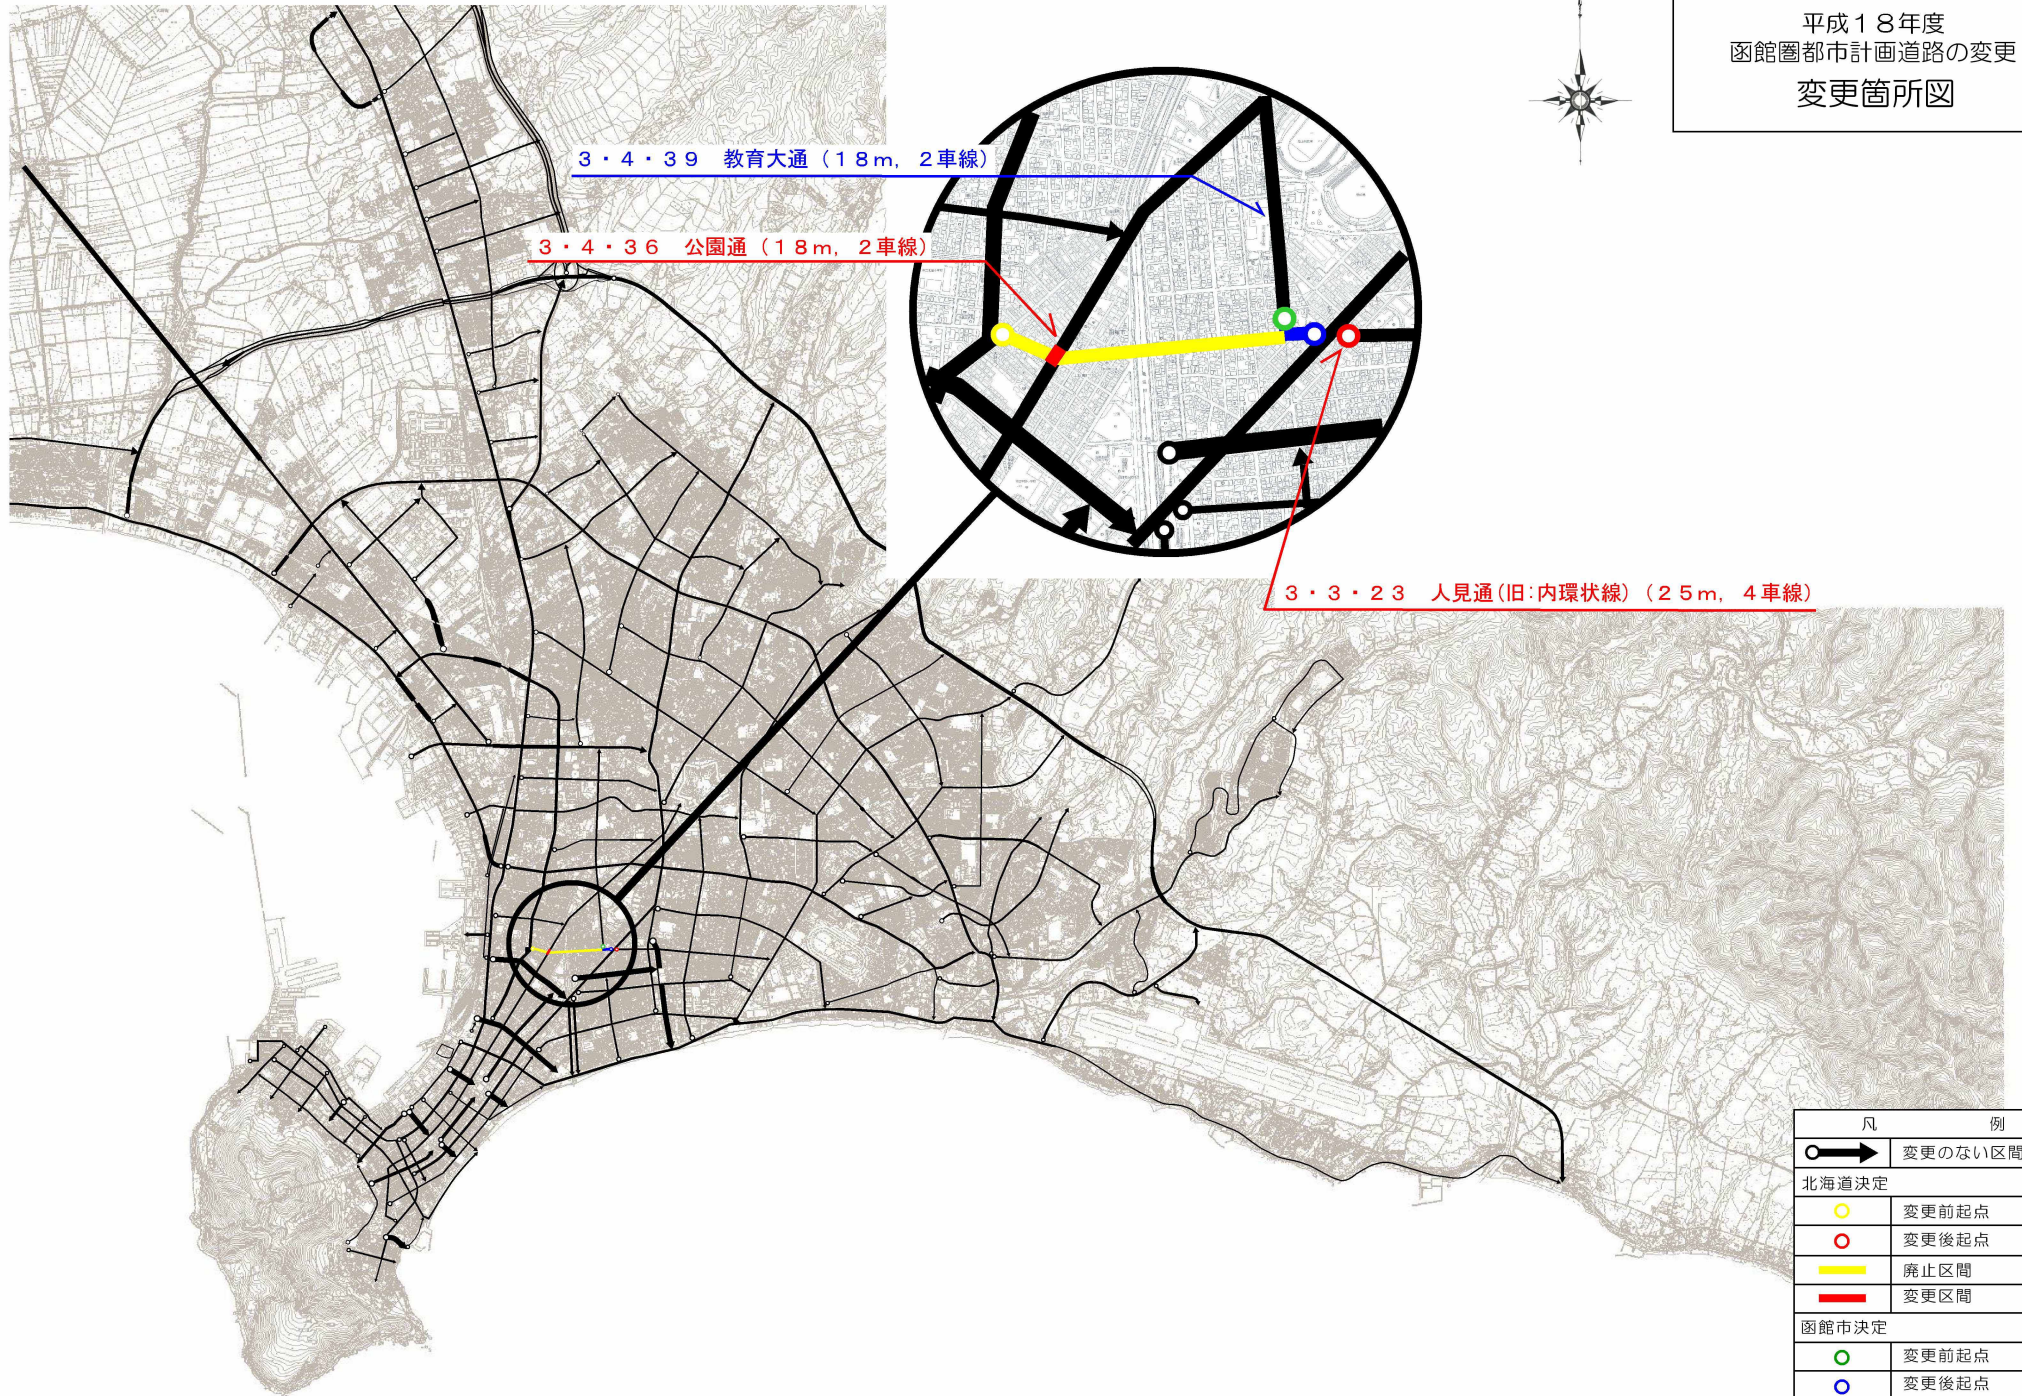 平成１８年度
函館圏都市計画道路の変更
変更箇所図
３・４・３９　教育大通（１８ｍ，２車線）
３・４・３６　公園通（１８ｍ，２車線）
３・３・２３　人見通(旧:内環状線)（２５ｍ，４車線）
凡　例
変更のない区間
北海道決定
変更前起点
変更後起点
廃止区間
変更区間
函館市決定
変更前起点
変更後起点